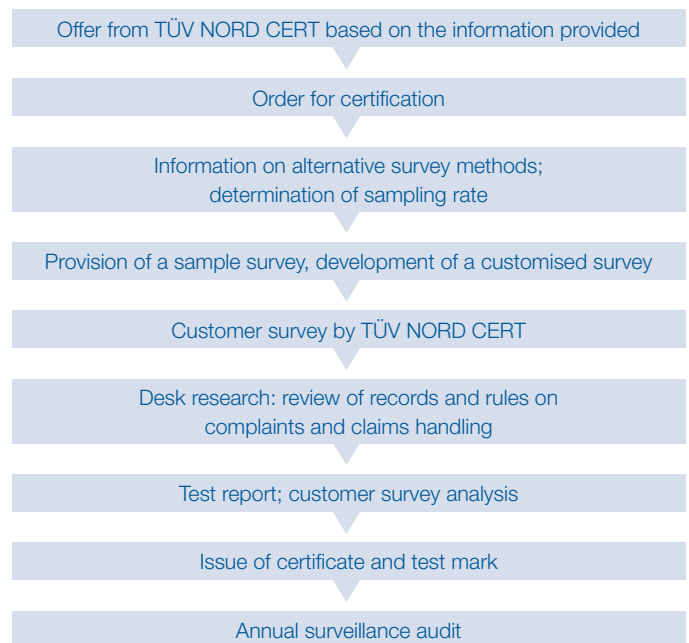 Offer from TÜV NORD CERT based on the information provided
Order for certification
Information on alternative survey methods;
determination of sampling rate
Provision of a sample survey, development of a customised survey
Customer survey by TÜV NORD CERT
Desk research: review of records and rules on
complaints and claims handling
Test report; customer survey analysis
Issue of certificate and test mark
Annual surveillance audit